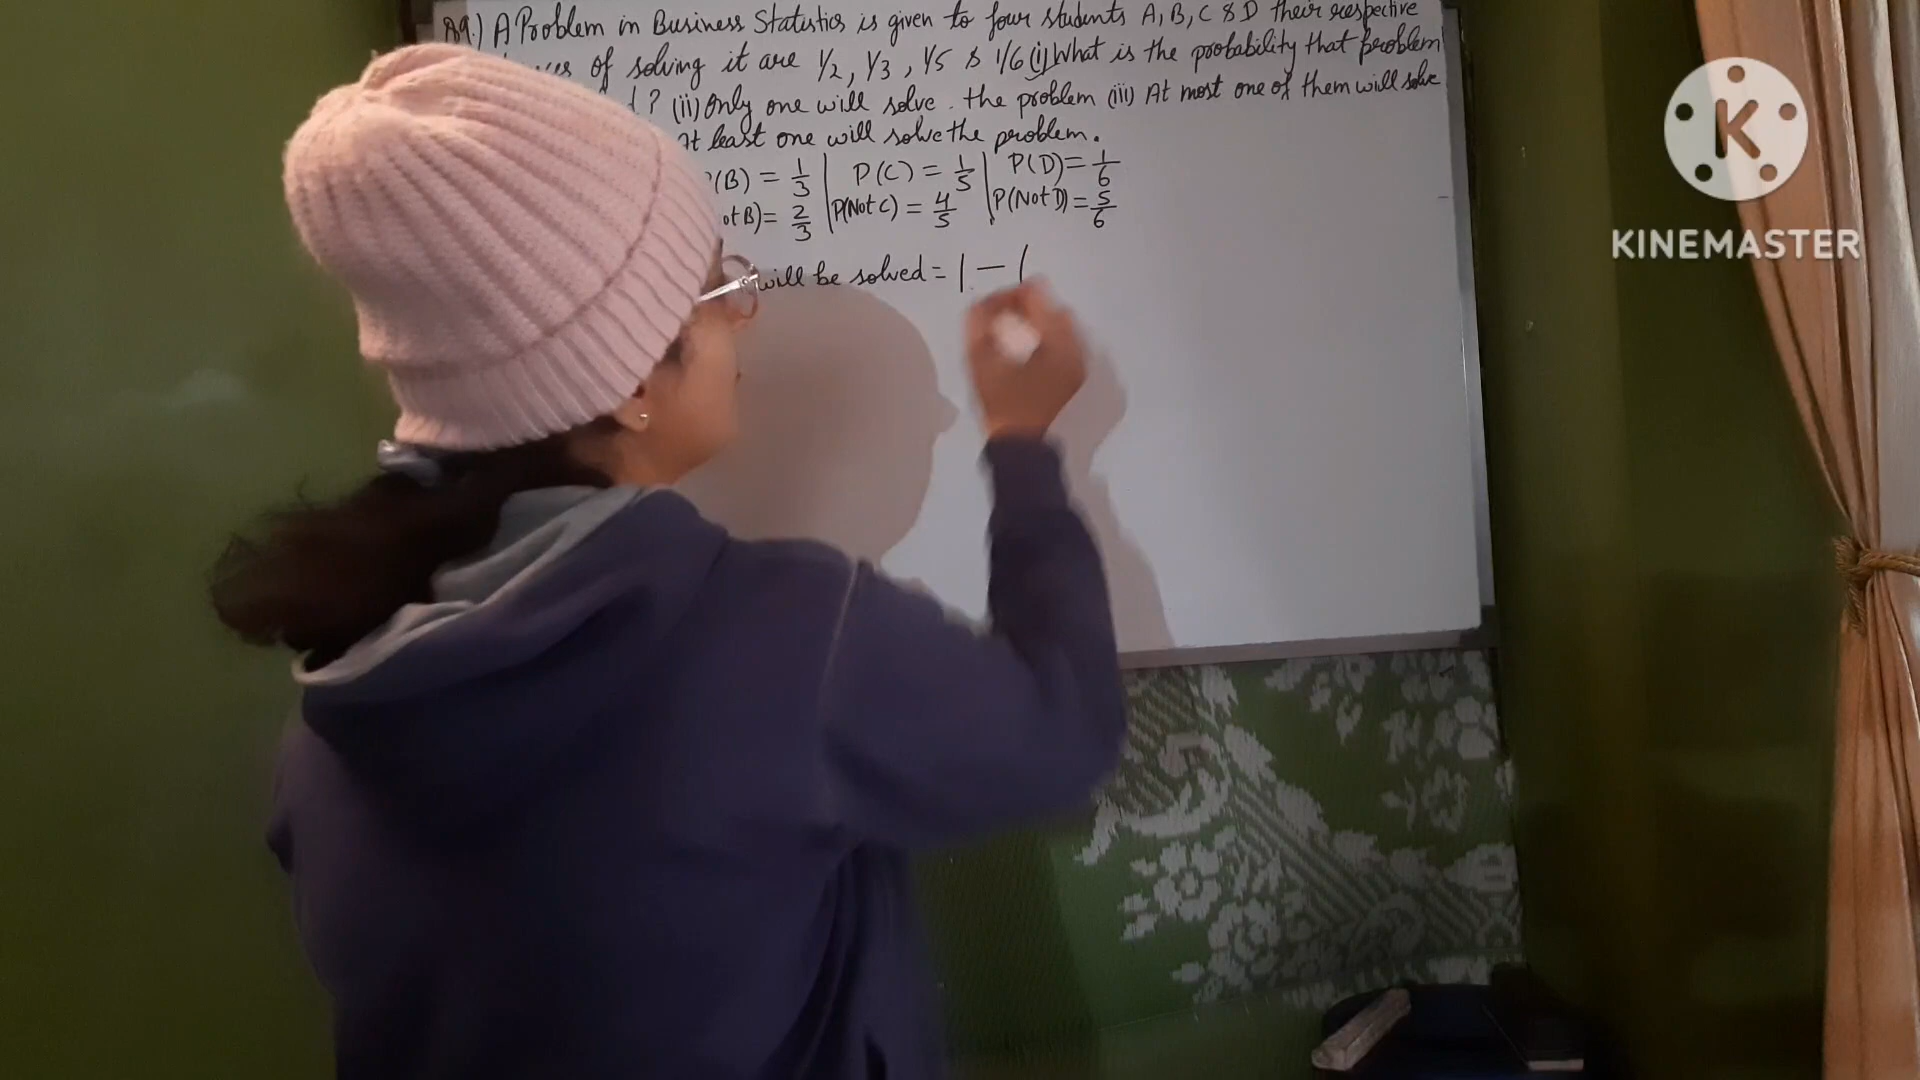 89.) A Problem in Business Statistics is given to four students A, B, C & D their respective
of solving it are 1/2, 1/3, 1/5 & 1/6 (i) What is the probability that problem
? (ii) Only one will solve. the problem (iii) At most one of them will solve
At least one will solve the problem.
(B) = 1/3 | P(C) = 1/5 | P(D) = 1/6
ot B) = 2/3 | P(Not C) = 4/5 | P(Not D) = 5/6
will be solved = 1 - (
K
KINEMASTER